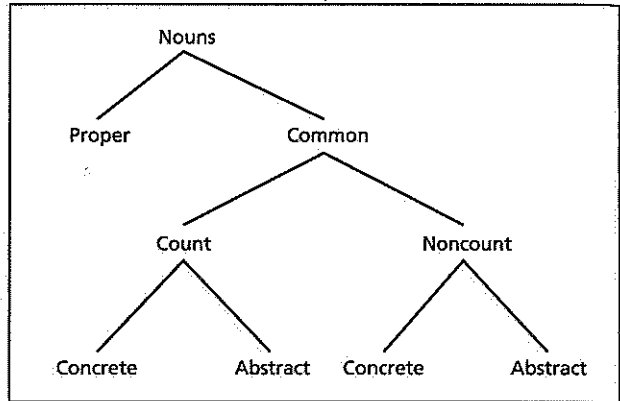 Nouns
Proper Common
Count Noncount
Concrete Abstract Concrete Abstract